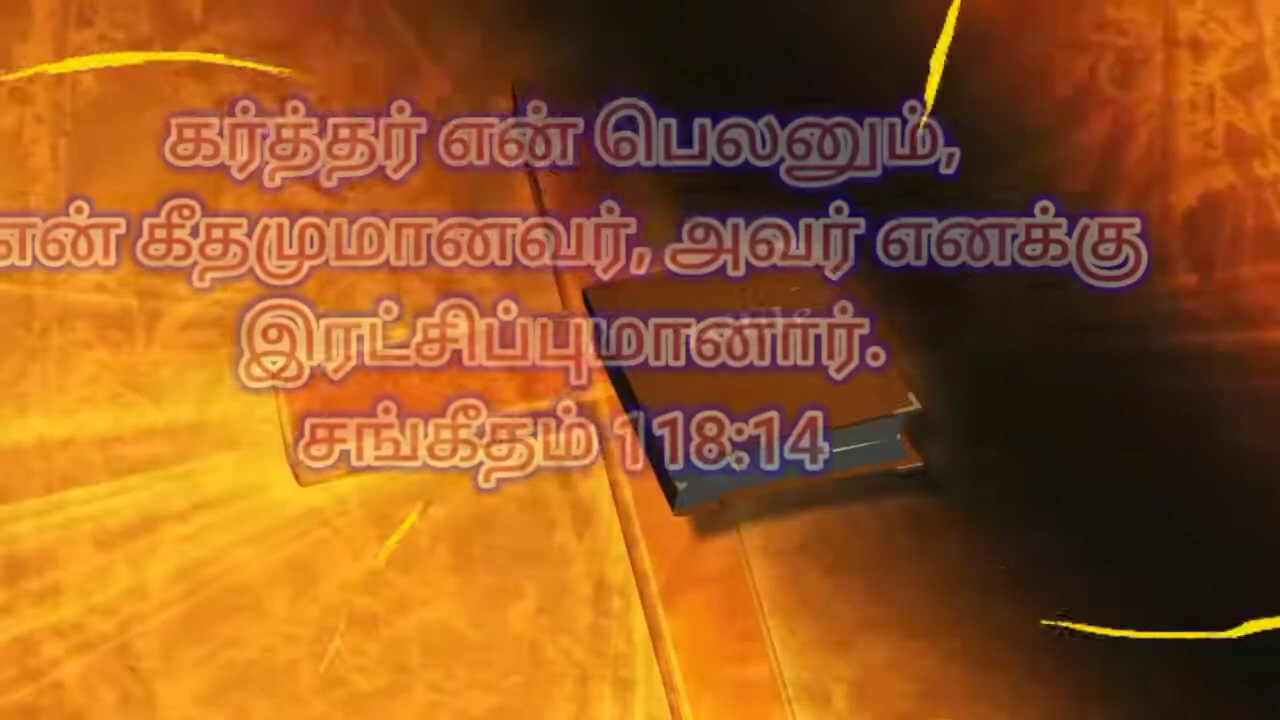 கர்த்தர் என் பெலனும்,
என் கீதமுமானவர், அவர் எனக்கு
இரட்சிப்புமானார்.
சங்கீதம் 118:14